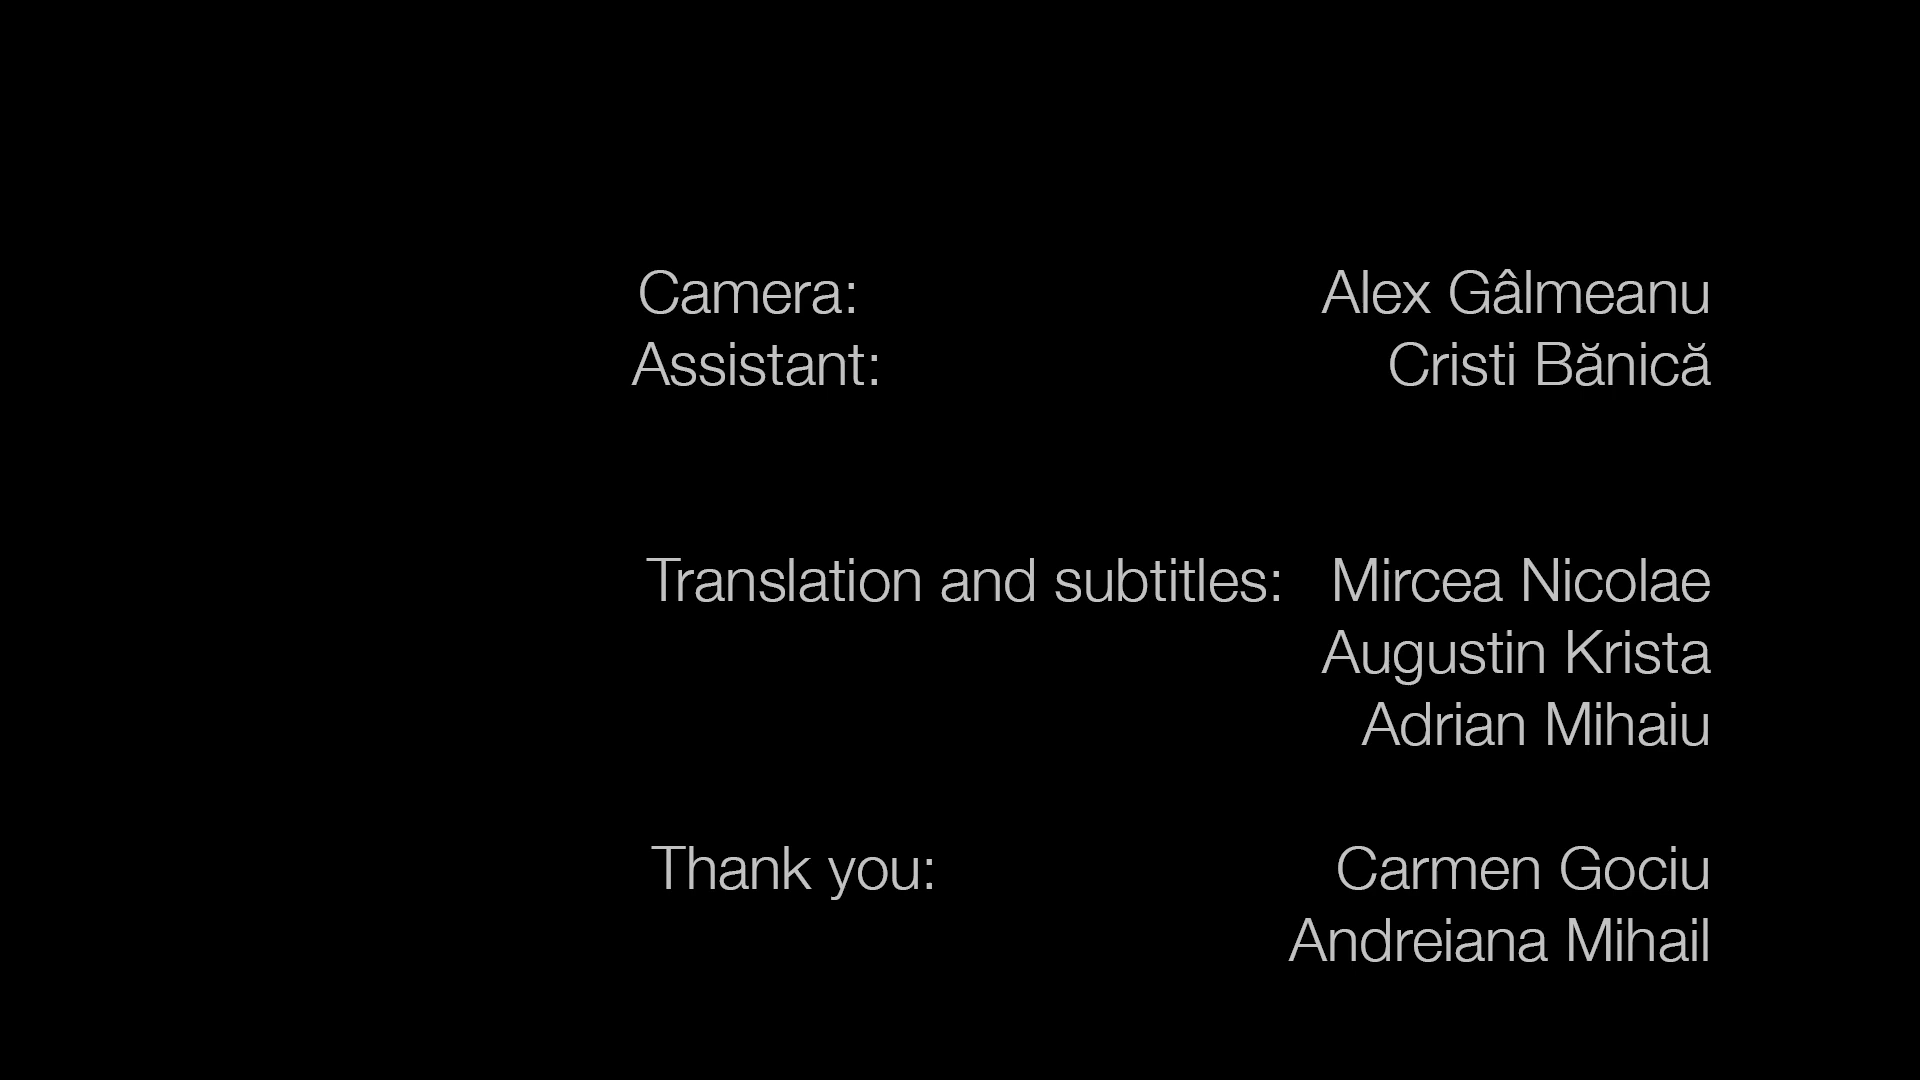 Camera: Alex Gâlmeanu
Assistant: Cristi Bănică
Translation and subtitles: Mircea Nicolae
Augustin Krista
Adrian Mihaiu
Thank you: Carmen Gociu
Andreiana Mihail